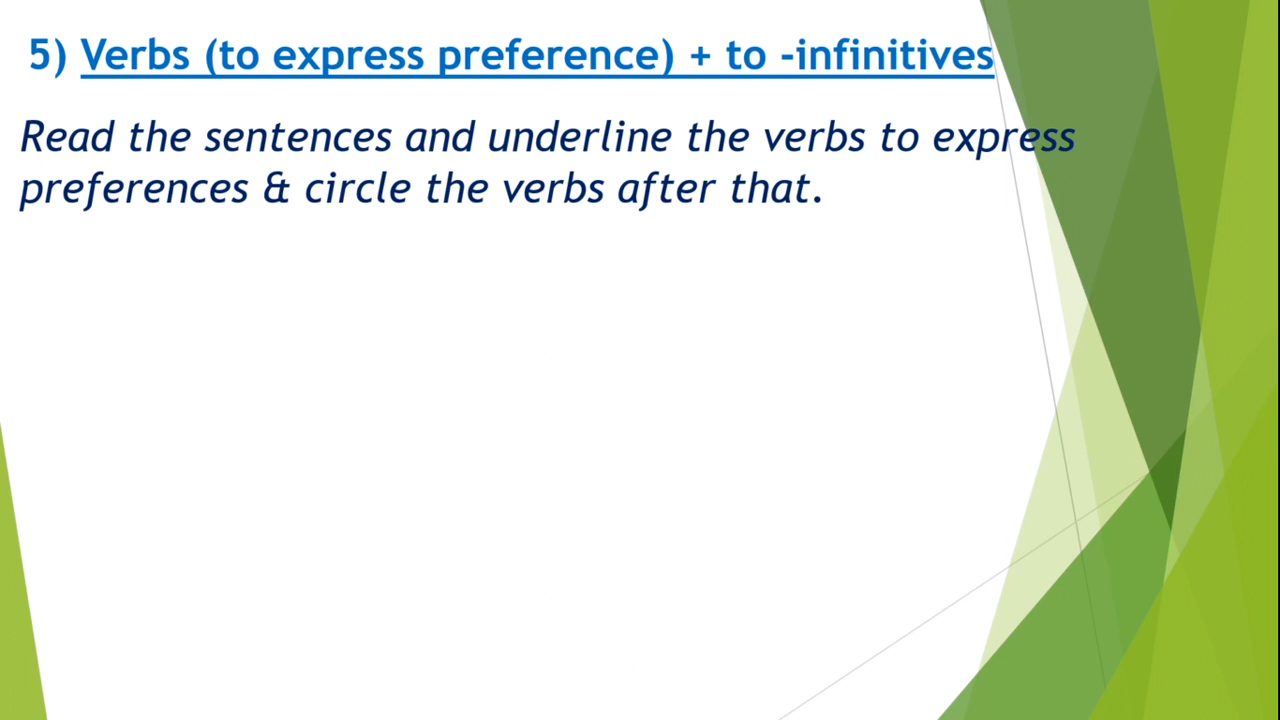 5) Verbs (to express preference) + to -infinitives
Read the sentences and underline the verbs to express
preferences & circle the verbs after that.